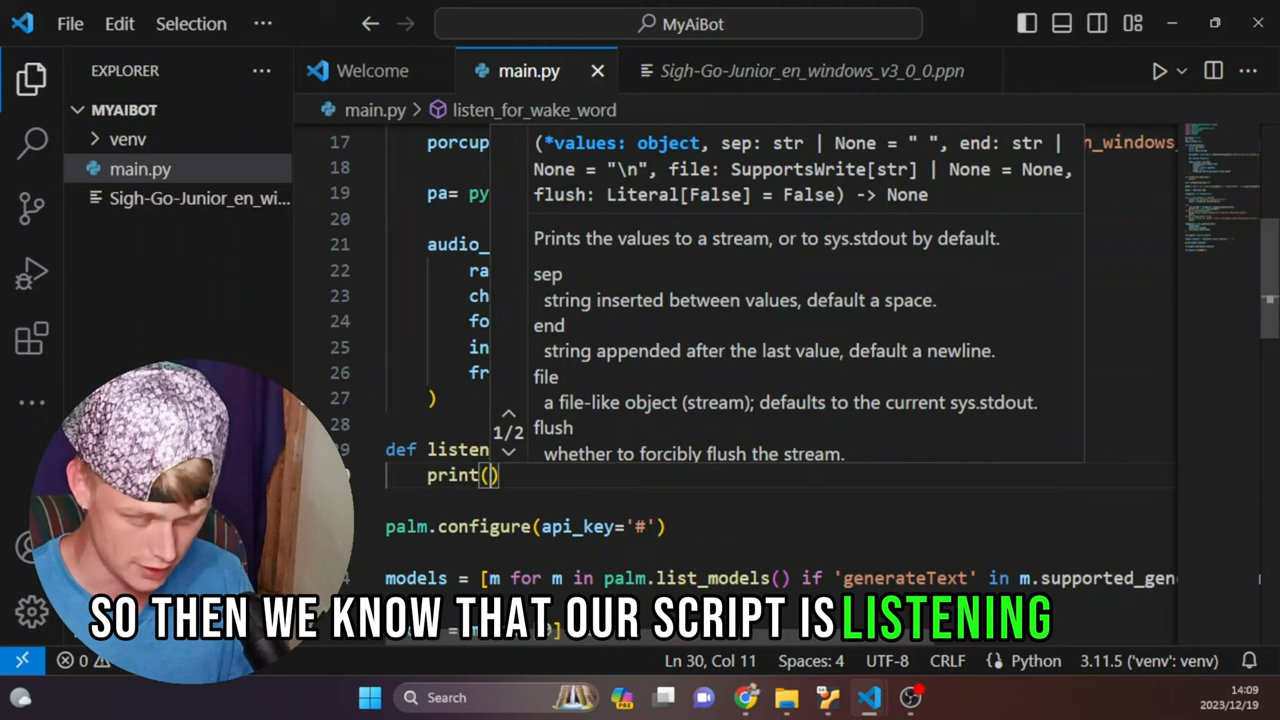 File Edit Selection ...
MyAiBot
EXPLORER
Welcome
main.py
Sigh-Go-Junior_en_windows_v3_0_0.ppn
MYAIBOT
venv
main.py
Sigh-Go-Junior_en_wi...
main.py > listen_for_wake_word
17 porcup
n_windows_
18
19 pa= py
20
21 audio_
22 ra
23 ch
24 fo
25 in
26 fr
27 )
28
(*values: object, sep: str | None = " ", end: str |
None = "\n", file: SupportsWrite[str] | None = None,
flush: Literal[False] = False) -> None
Prints the values to a stream, or to sys.stdout by default.
sep
string inserted between values, default a space.
end
string appended after the last value, default a newline.
file
a file-like object (stream); defaults to the current sys.stdout.
flush
whether to forcibly flush the stream.
1/2
def listen
print()
palm.configure(api_key='#')
models = [m for m in palm.list_models() if 'generateText' in m.supported_gen
SO THEN WE KNOW THAT OUR SCRIPT IS LISTENING
0
Ln 30, Col 11
Spaces: 4
UTF-8
CRLF
Python
3.11.5 ('venv': venv)
Search
PRE
14:09
2023/12/19